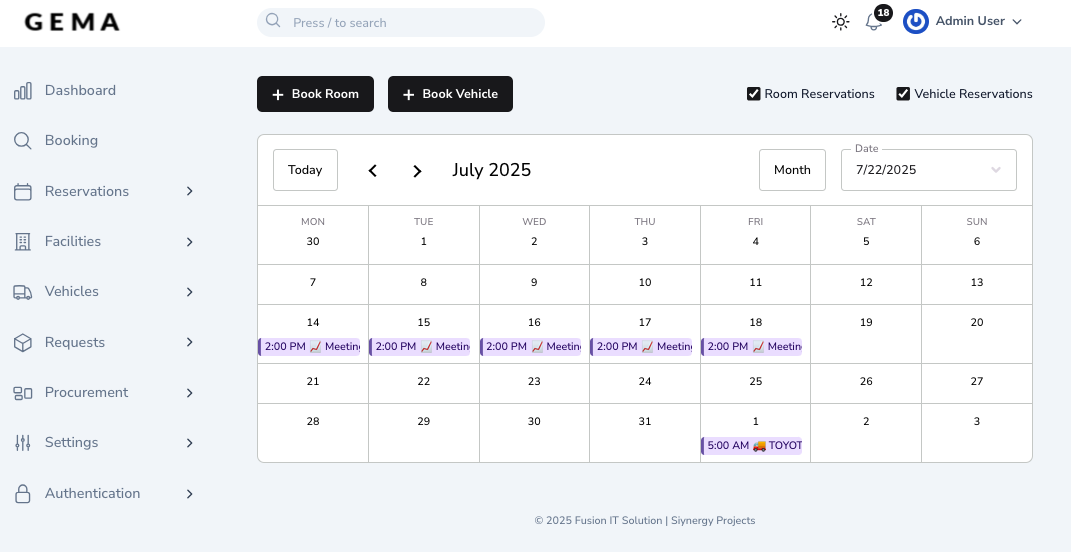 GEMA
Press / to search
18
Admin User
Dashboard
Booking
Reservations
Facilities
Vehicles
Requests
Procurement
Settings
Authentication
+ Book Room
+ Book Vehicle
Room Reservations
Vehicle Reservations
Today
July 2025
Month
Date
7/22/2025
MON TUE WED THU FRI SAT SUN
30 1 2 3 4 5 6
7 8 9 10 11 12 13
14 15 16 17 18 19 20
2:00 PM 📈 Meetin 2:00 PM 📈 Meetin 2:00 PM 📈 Meetin 2:00 PM 📈 Meetin 2:00 PM 📈 Meetin
21 22 23 24 25 26 27
28 29 30 31 1 2 3
5:00 AM 🚚 TOYOT
© 2025 Fusion IT Solution | Siynergy Projects